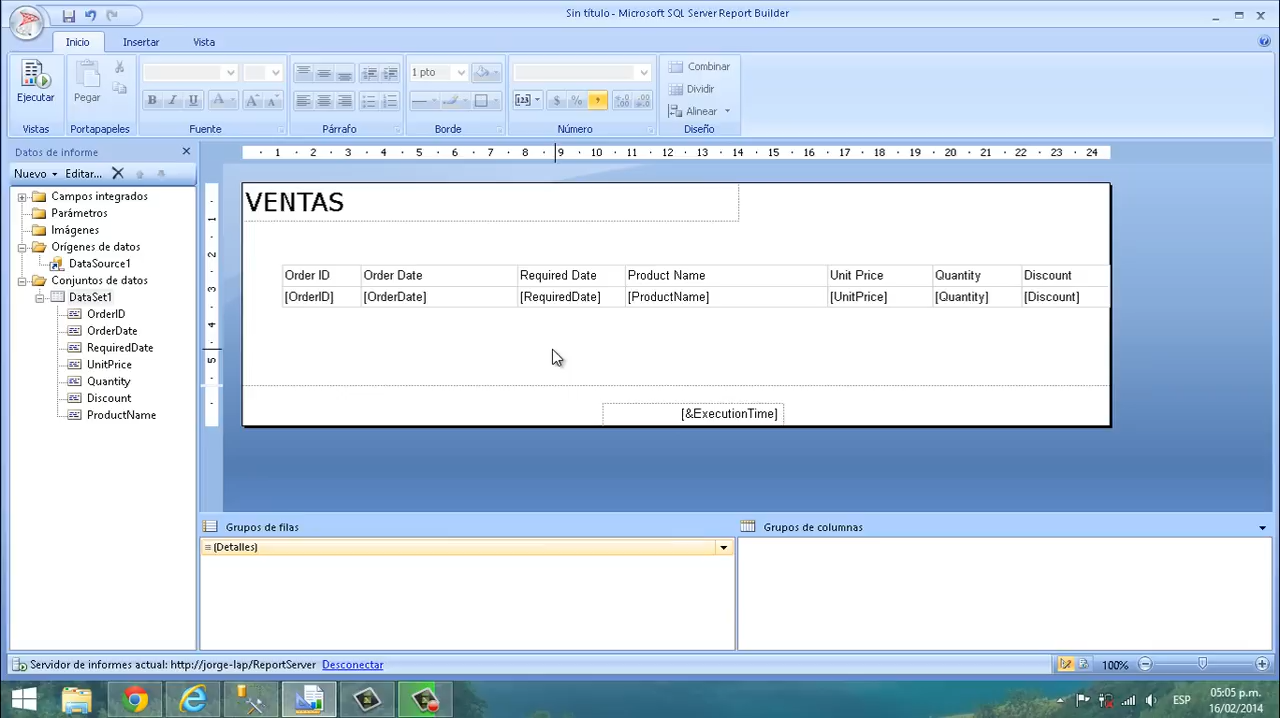 Sin título - Microsoft SQL Server Report Builder
Inicio Insertar Vista
Ejecutar
Pegar
1 pto
Combinar
Dividir
Alinear
N K S A A A
$ %
Vistas Portapapeles Fuente Párrafo Borde Número Diseño
Datos de informe
Nuevo Editar...
Campos integrados
Parámetros
Imágenes
Orígenes de datos
DataSource1
Conjuntos de datos
DataSet1
OrderID
OrderDate
RequiredDate
UnitPrice
Quantity
Discount
ProductName
1 2 3 4 5 6 7 8 9 10 11 12 13 14 15 16 17 18 19 20 21 22 23 24
1
2
3
4
5
VENTAS
Order ID Order Date Required Date Product Name Unit Price Quantity Discount
[OrderID] [OrderDate] [RequiredDate] [ProductName] [UnitPrice] [Quantity] [Discount]
[&ExecutionTime]
Grupos de filas
(Detalles)
Grupos de columnas
Servidor de informes actual: http://jorge-lap/ReportServer Desconectar
100%
ESP
05:05 p.m.
16/02/2014